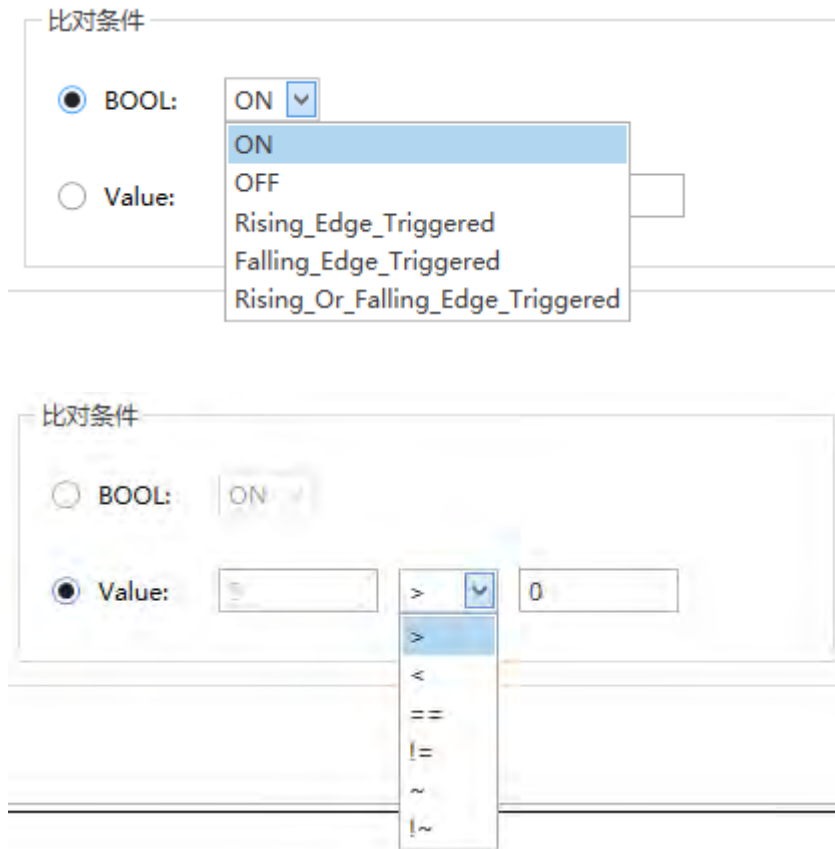 比对条件
BOOL: ON
ON
OFF
Value:
Rising_Edge_Triggered
Falling_Edge_Triggered
Rising_Or_Falling_Edge_Triggered
比对条件
BOOL: ON
Value: > 0
>
<
==
!=
~
!~